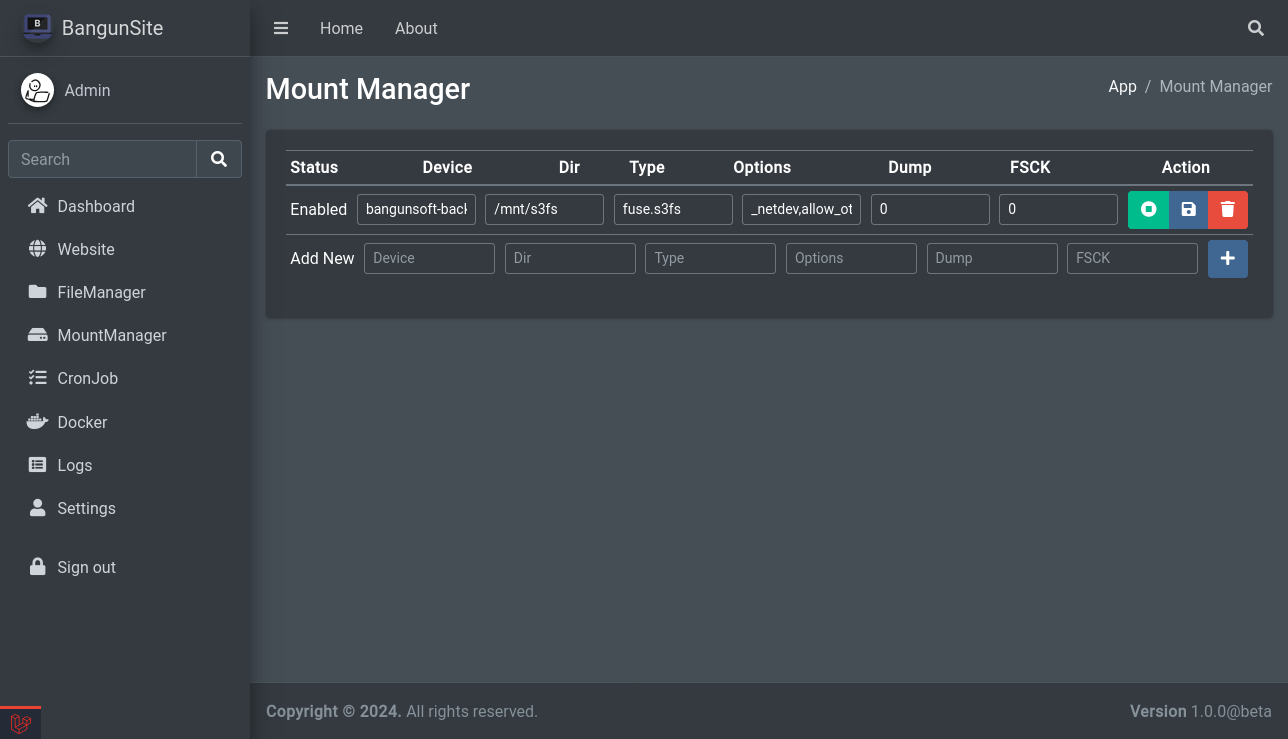 B
BangunSite
Home
About
Admin
Mount Manager
App / Mount Manager
Search
Status Device Dir Type Options Dump FSCK Action
Enabled bangunsoft-back /mnt/s3fs fuse.s3fs _netdev,allow_ot 0 0
Add New Device Dir Type Options Dump FSCK
Dashboard
Website
FileManager
MountManager
CronJob
Docker
Logs
Settings
Sign out
Copyright © 2024. All rights reserved.
Version 1.0.0@beta